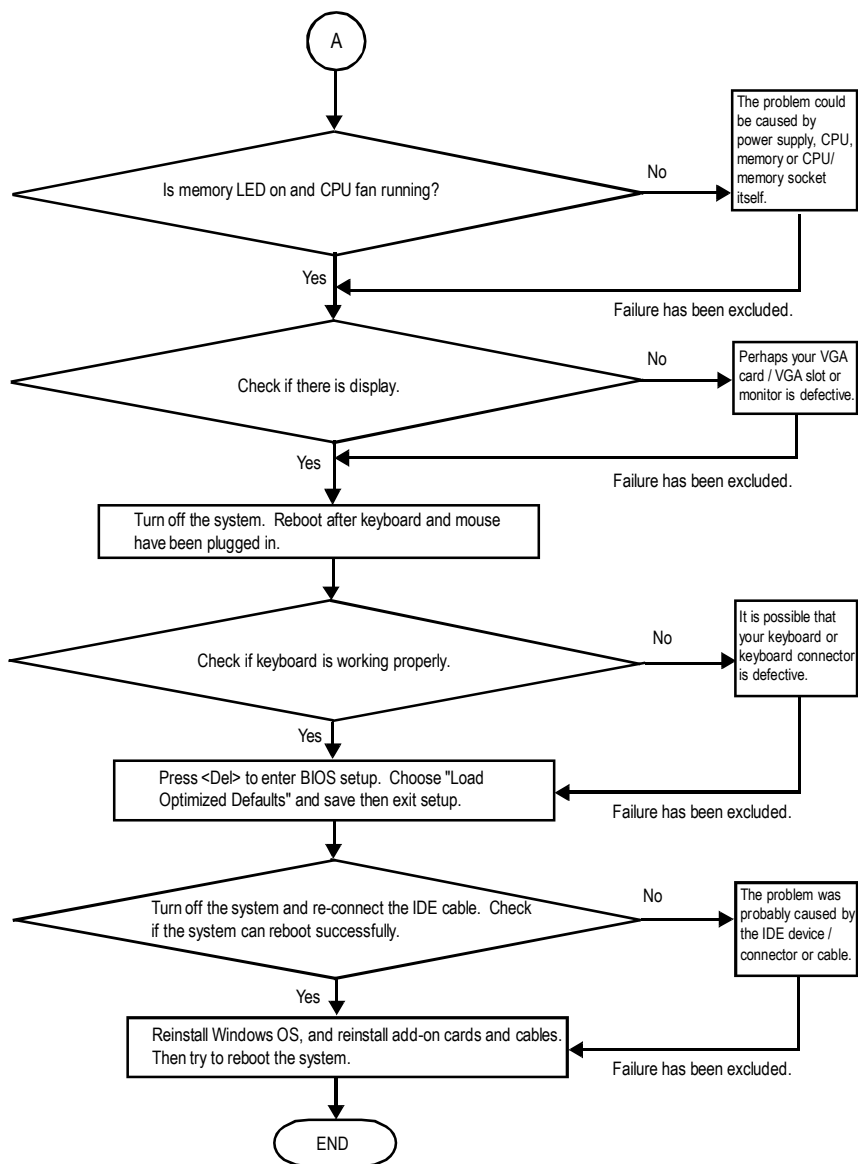 A
Is memory LED on and CPU fan running?
No
The problem could
be caused by
power supply, CPU,
memory or CPU/
memory socket
itself.
Yes
Failure has been excluded.
Check if there is display.
No
Perhaps your VGA
card / VGA slot or
monitor is defective.
Yes
Failure has been excluded.
Turn off the system. Reboot after keyboard and mouse
have been plugged in.
Check if keyboard is working properly.
No
It is possible that
your keyboard or
keyboard connector
is defective.
Yes
Press <Del> to enter BIOS setup. Choose "Load
Optimized Defaults" and save then exit setup.
Failure has been excluded.
Turn off the system and re-connect the IDE cable. Check
if the system can reboot successfully.
No
The problem was
probably caused by
the IDE device /
connector or cable.
Yes
Reinstall Windows OS, and reinstall add-on cards and cables.
Then try to reboot the system.
Failure has been excluded.
END